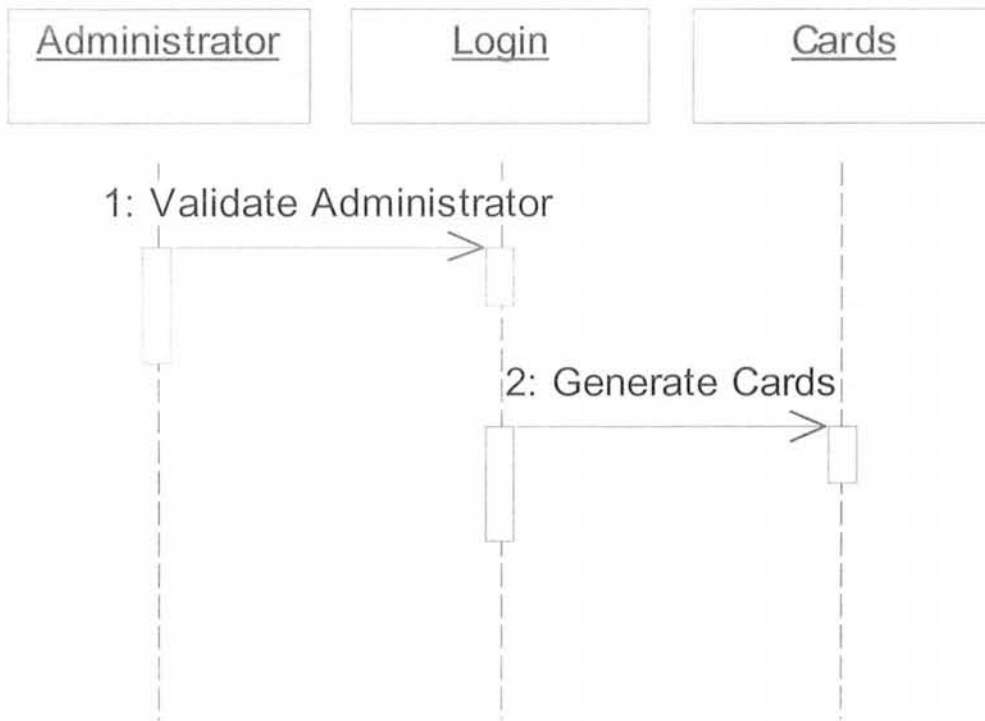 Administrator
Login
Cards
1: Validate Administrator
2: Generate Cards